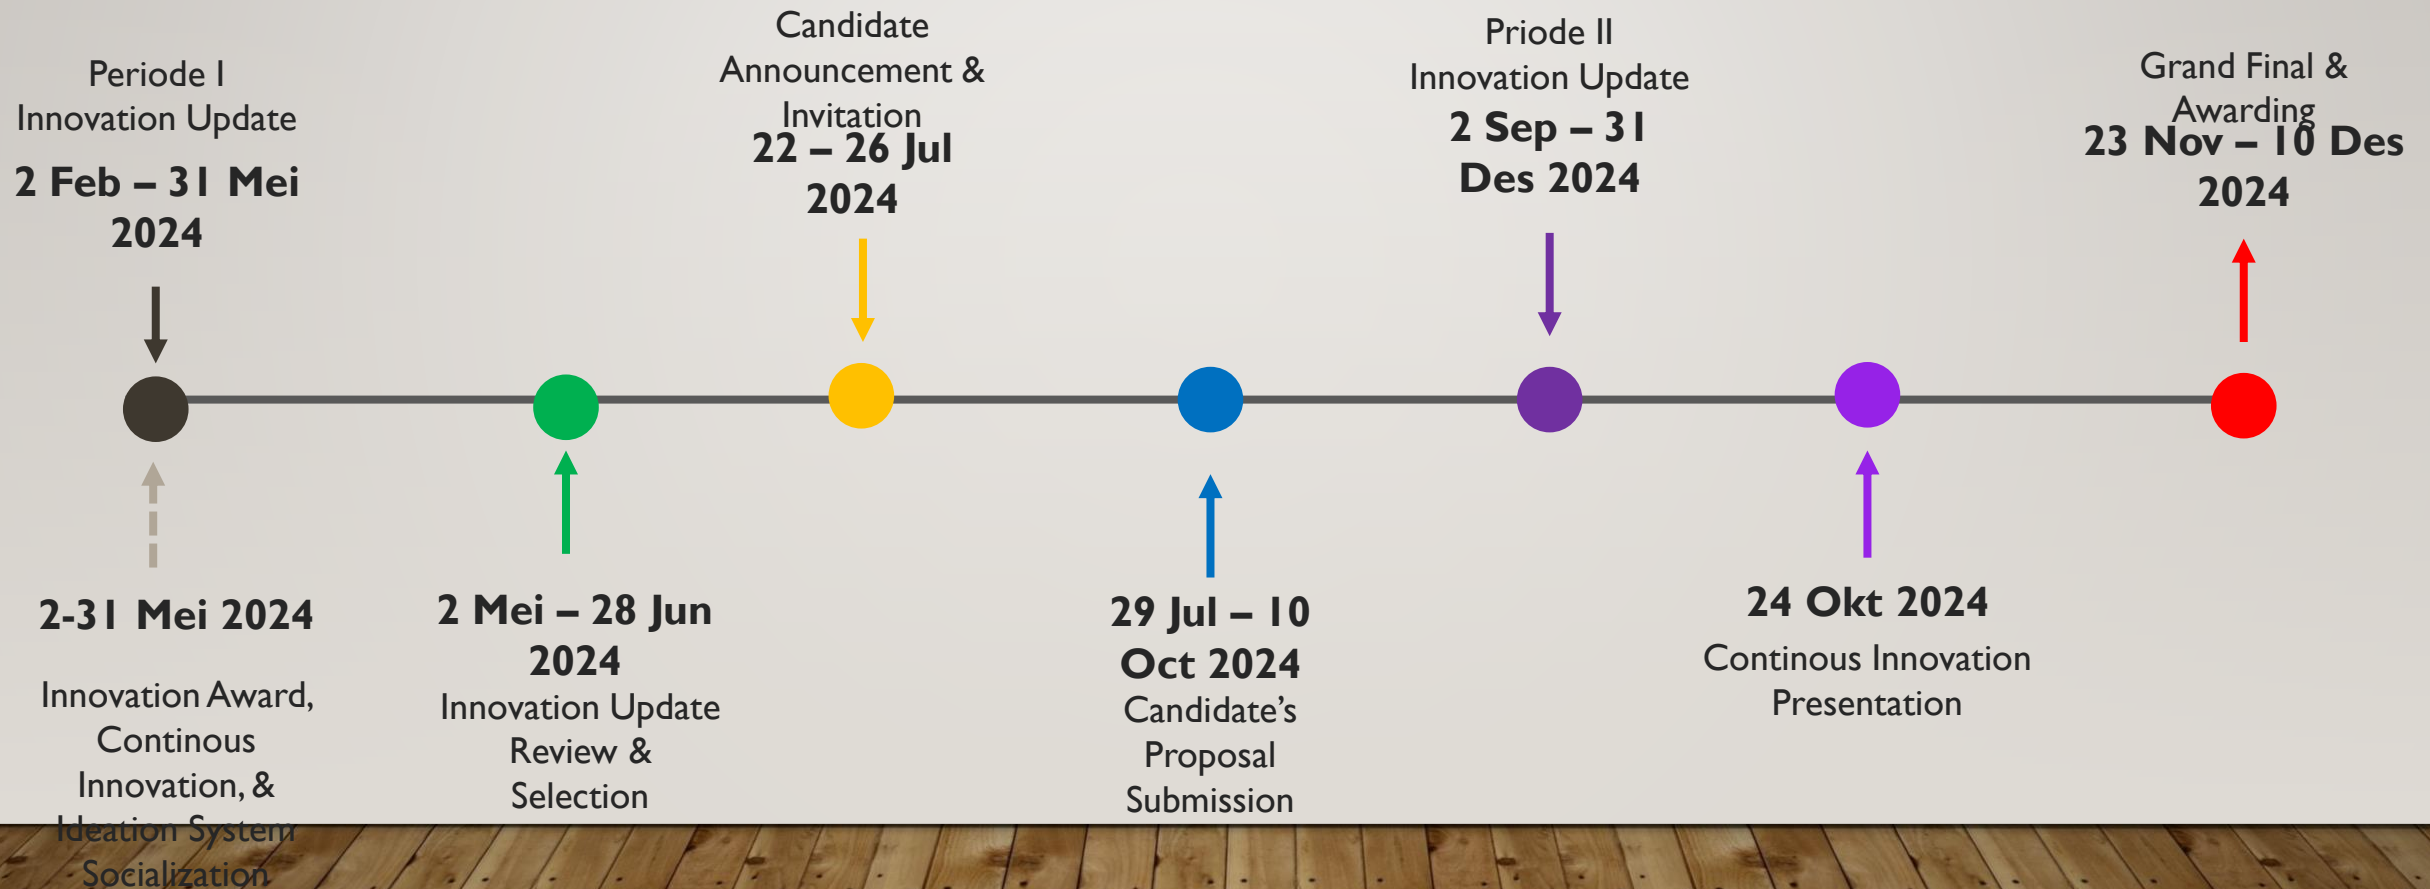 Periode I
Innovation Update
2 Feb – 31 Mei
2024
2-31 Mei 2024
Innovation Award,
Continous
Innovation, &
Ideation System
Socialization
2 Mei – 28 Jun
2024
Innovation Update
Review &
Selection
Candidate
Announcement &
Invitation
22 – 26 Jul
2024
29 Jul – 10
Oct 2024
Candidate’s
Proposal
Submission
Priode II
Innovation Update
2 Sep – 31
Des 2024
24 Okt 2024
Continous Innovation
Presentation
Grand Final &
Awarding
23 Nov – 10 Des
2024